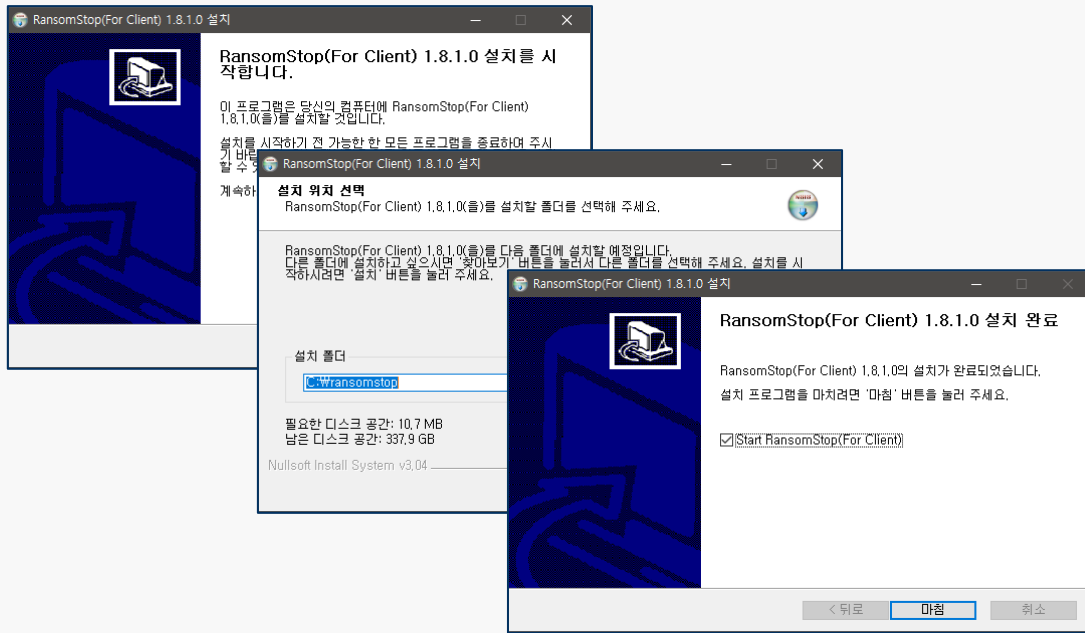 RansomStop(For Client) 1.8.1.0 설치
RansomStop(For Client) 1.8.1.0 설치를 시
작합니다.
이 프로그램은 당신의 컴퓨터에 RansomStop(For Client)
1.8.1.0(을)를 설치할 것입니다.
설치를 시작하기 전 가능한 한 모든 프로그램을 종료하여 주시
기 바랍
할 수
계속하
RansomStop(For Client) 1.8.1.0 설치
설치 위치 선택
RansomStop(For Client) 1.8.1.0(을)를 설치할 폴더를 선택해 주세요.
RansomStop(For Client) 1.8.1.0(을)를 다음 폴더에 설치할 예정입니다.
다른 폴더에 설치하고 싶으시면 '찾아보기' 버튼을 눌러서 다른 폴더를 선택해 주세요. 설치를 시
작하시려면 '설치' 버튼을 눌러 주세요.
설치 폴더
C:₩ransomstop
필요한 디스크 공간: 10.7 MB
남은 디스크 공간: 337.9 GB
Nullsoft Install System v3.04
RansomStop(For Client) 1.8.1.0 설치
RansomStop(For Client) 1.8.1.0 설치 완료
RansomStop(For Client) 1.8.1.0의 설치가 완료되었습니다.
설치 프로그램을 마치려면 '마침' 버튼을 눌러 주세요.
Start RansomStop(For Client)
< 뒤로 마침 취소